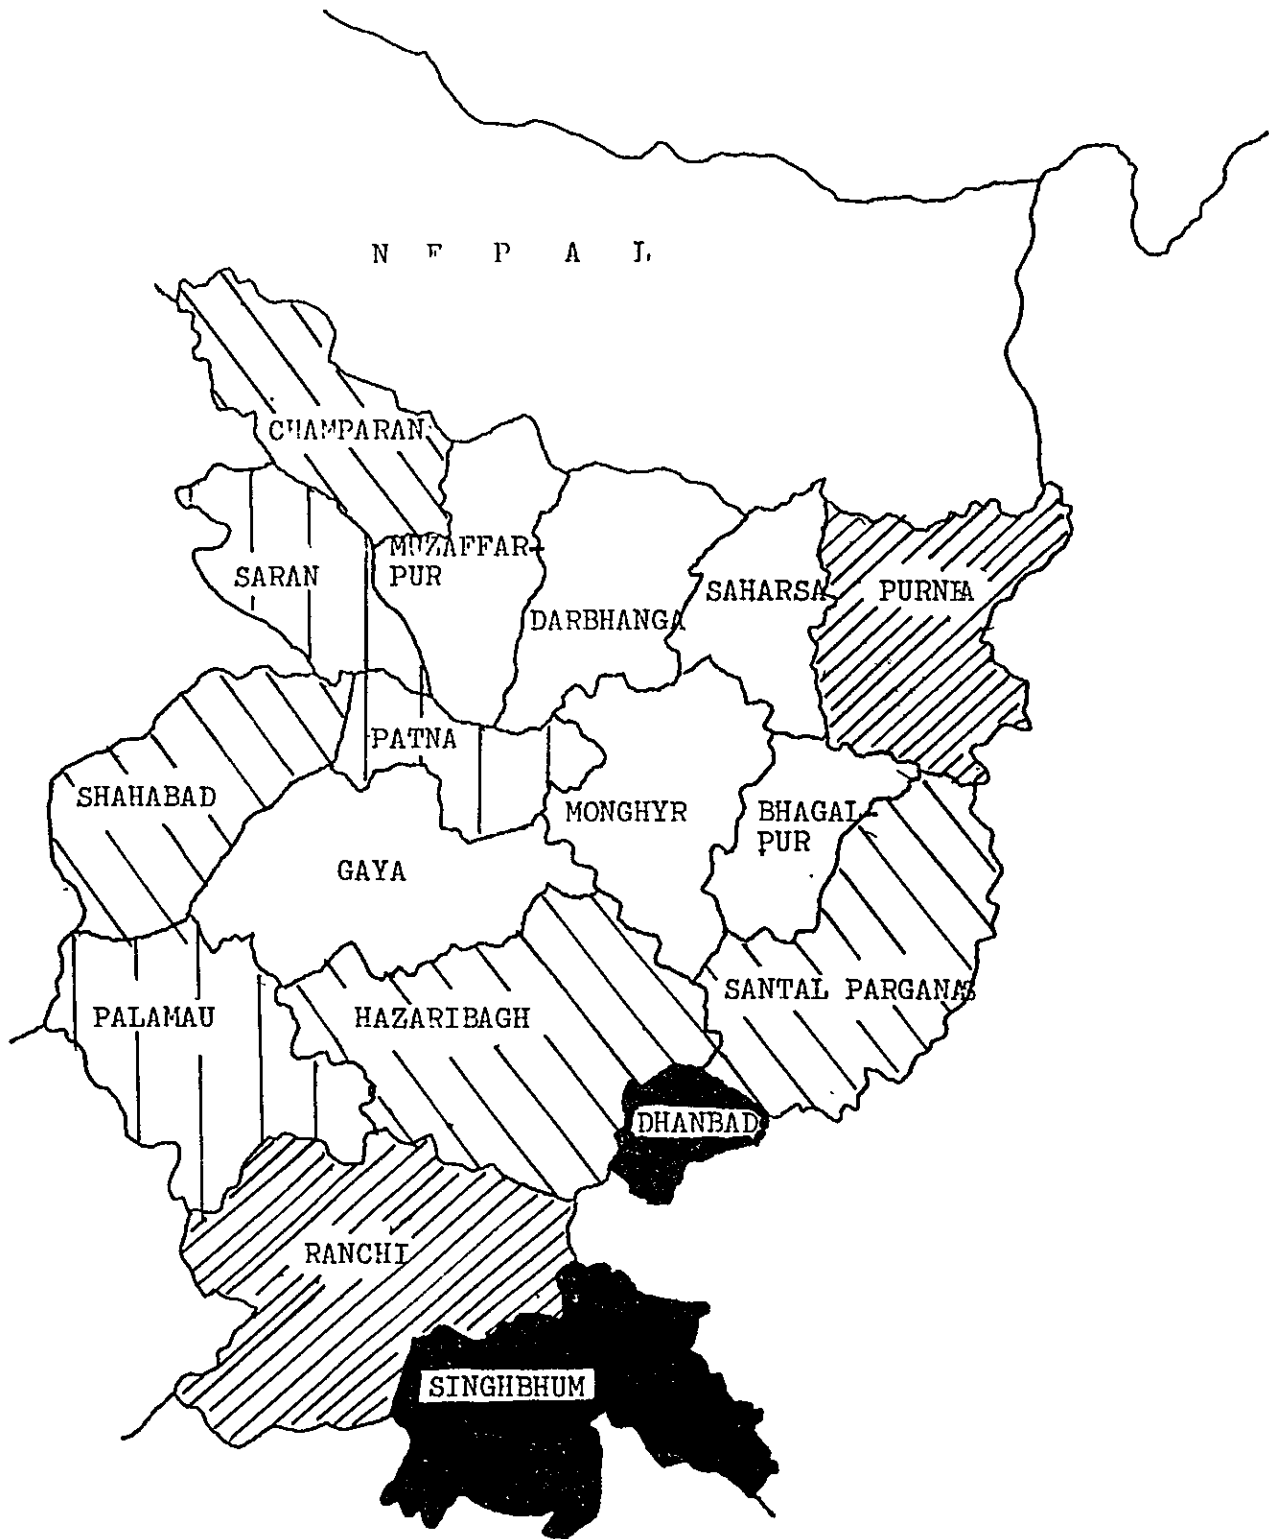 N E P A L
CHAMPARAN
MUZAFFAR-
PUR
SARAN
DARBHANGA
SAHARSA
PURNEA
PATNA
SHAHABAD
MONGHYR
BHAGAL-
PUR
GAYA
SANTAL PARGANAS
PALAMAU
HAZARIBAGH
DHANBAD
RANCHI
SINGHBHUM